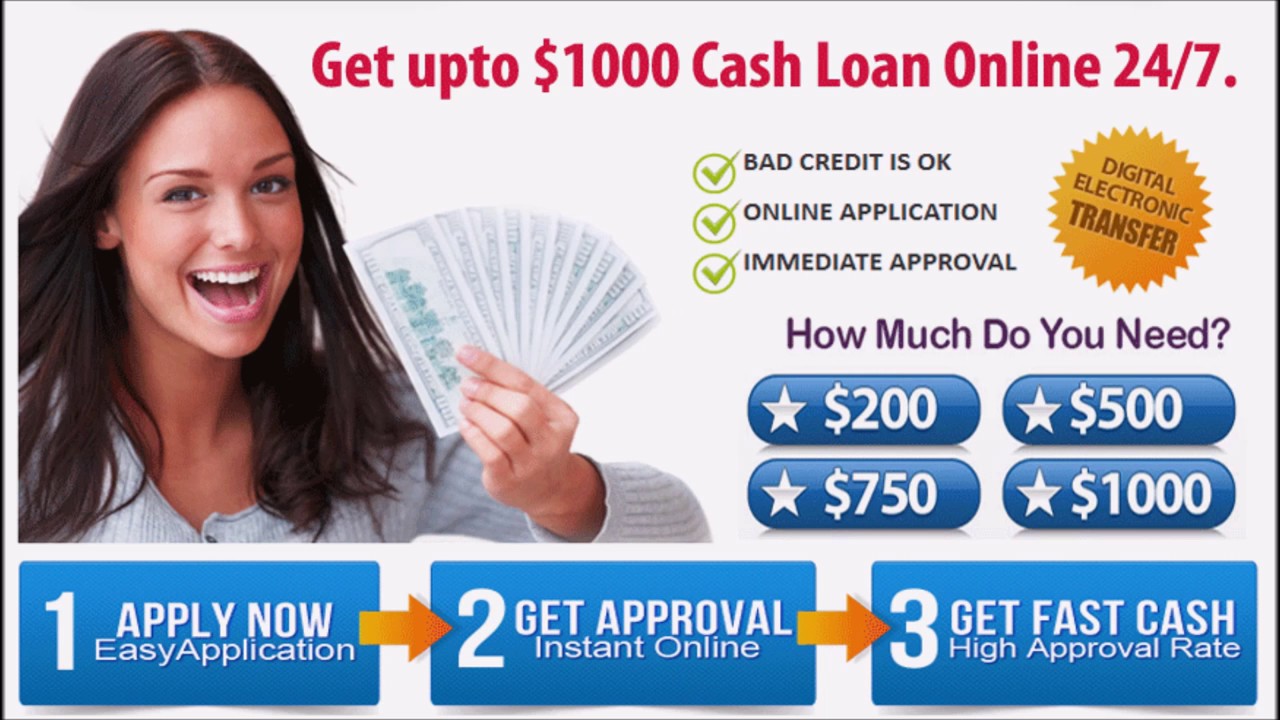 Get upto $1000 Cash Loan Online 24/7.
BAD CREDIT IS OK
ONLINE APPLICATION
IMMEDIATE APPROVAL
DIGITAL
ELECTRONIC
TRANSFER
How Much Do You Need?
$200
$500
$750
$1000
1 APPLY NOW
EasyApplication
2 GET APPROVAL
Instant Online
3 GET FAST CASH
High Approval Rate